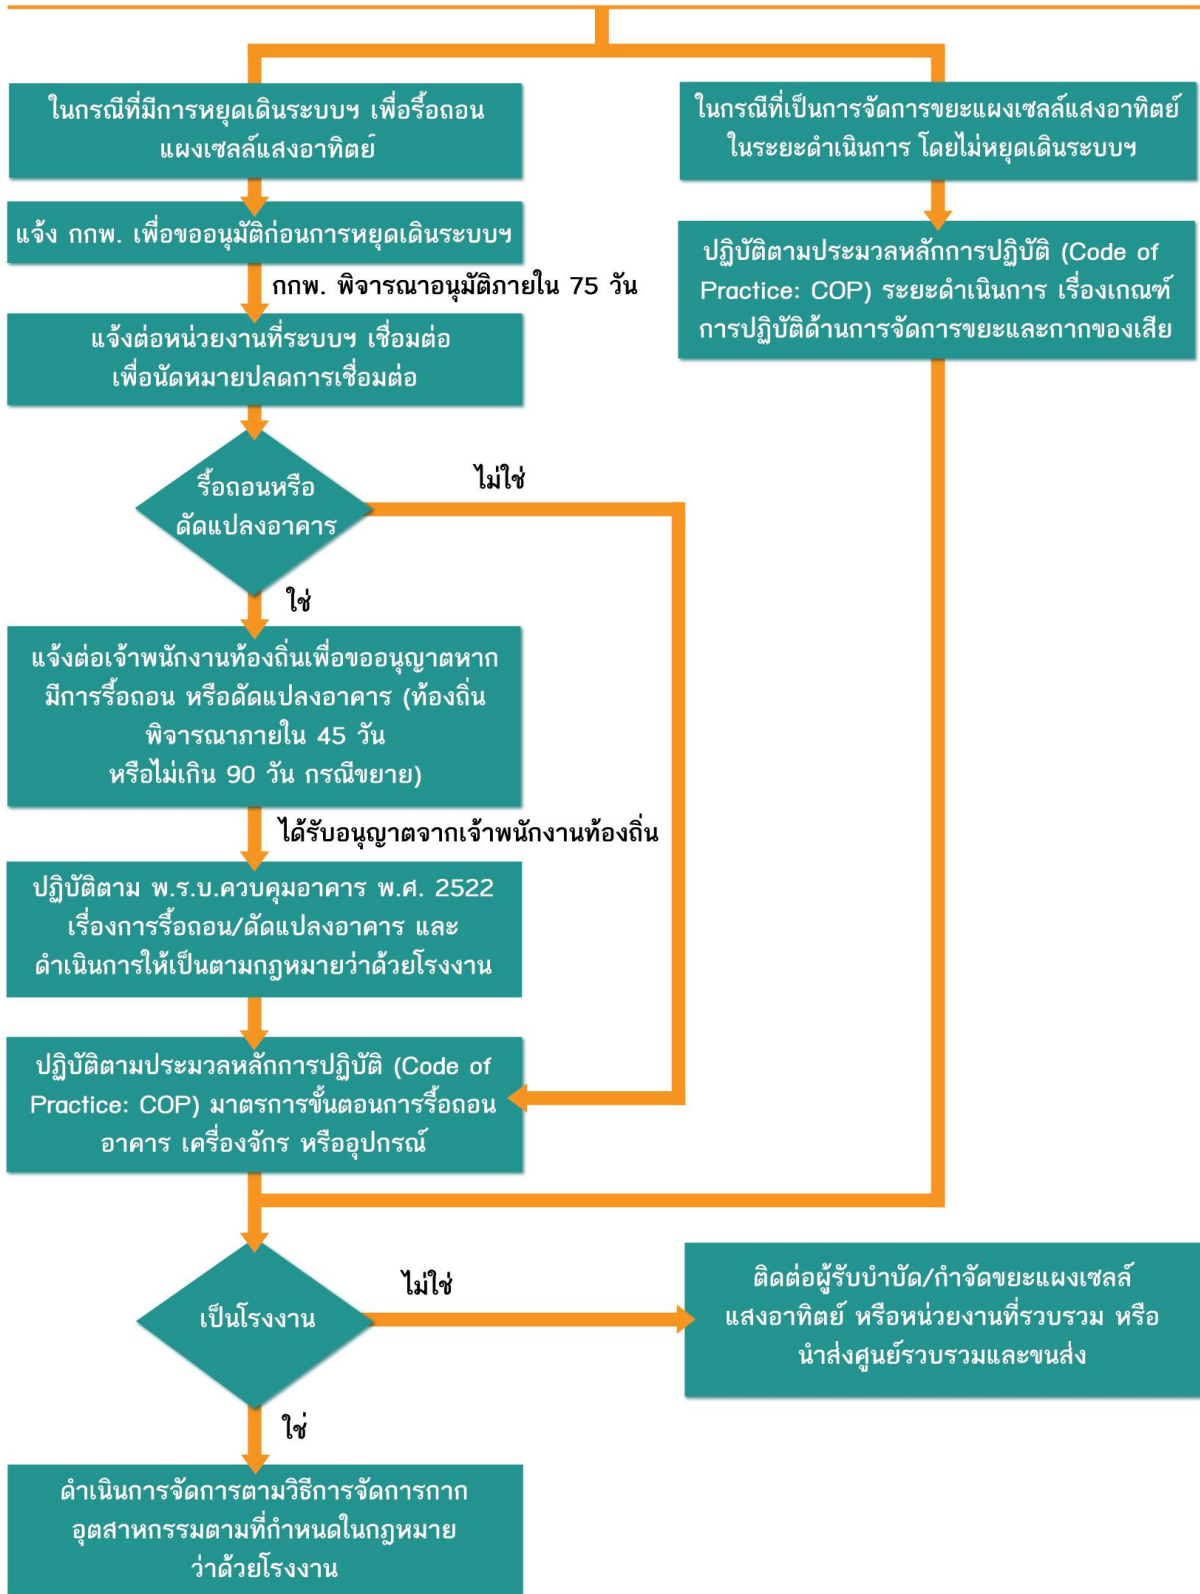 ในกรณีที่มีการหยุดเดินระบบฯ เพื่อรื้อถอน
แผงเซลล์แสงอาทิตย์
ในกรณีที่เป็นการจัดการขยะแผงเซลล์แสงอาทิตย์
ในระยะดำเนินการ โดยไม่หยุดเดินระบบฯ
แจ้ง กกพ. เพื่อขออนุมัติก่อนการหยุดเดินระบบฯ
ปฏิบัติตามประมวลหลักการปฏิบัติ (Code of
Practice: COP) ระยะดำเนินการ เรื่องเกณฑ์
การปฏิบัติด้านการจัดการขยะและกากของเสีย
กกพ. พิจารณาอนุมัติภายใน 75 วัน
แจ้งต่อหน่วยงานที่ระบบฯ เชื่อมต่อ
เพื่อนัดหมายปลดการเชื่อมต่อ
รื้อถอนหรือ
ดัดแปลงอาคาร
ไม่ใช่
ใช่
แจ้งต่อเจ้าพนักงานท้องถิ่นเพื่อขออนุญาตหาก
มีการรื้อถอน หรือดัดแปลงอาคาร (ท้องถิ่น
พิจารณาภายใน 45 วัน
หรือไม่เกิน 90 วัน กรณีขยาย)
ได้รับอนุญาตจากเจ้าพนักงานท้องถิ่น
ปฏิบัติตาม พ.ร.บ.ควบคุมอาคาร พ.ศ. 2522
เรื่องการรื้อถอน/ดัดแปลงอาคาร และ
ดำเนินการให้เป็นตามกฎหมายว่าด้วยโรงงาน
ปฏิบัติตามประมวลหลักการปฏิบัติ (Code of
Practice: COP) มาตรการขั้นตอนการรื้อถอน
อาคาร เครื่องจักร หรืออุปกรณ์
เป็นโรงงาน
ไม่ใช่
ติดต่อผู้รับบำบัด/กำจัดขยะแผงเซลล์
แสงอาทิตย์ หรือหน่วยงานที่รวบรวม หรือ
นำส่งศูนย์รวบรวมและขนส่ง
ใช่
ดำเนินการจัดการตามวิธีการจัดการกาก
อุตสาหกรรมตามที่กำหนดในกฎหมาย
ว่าด้วยโรงงาน